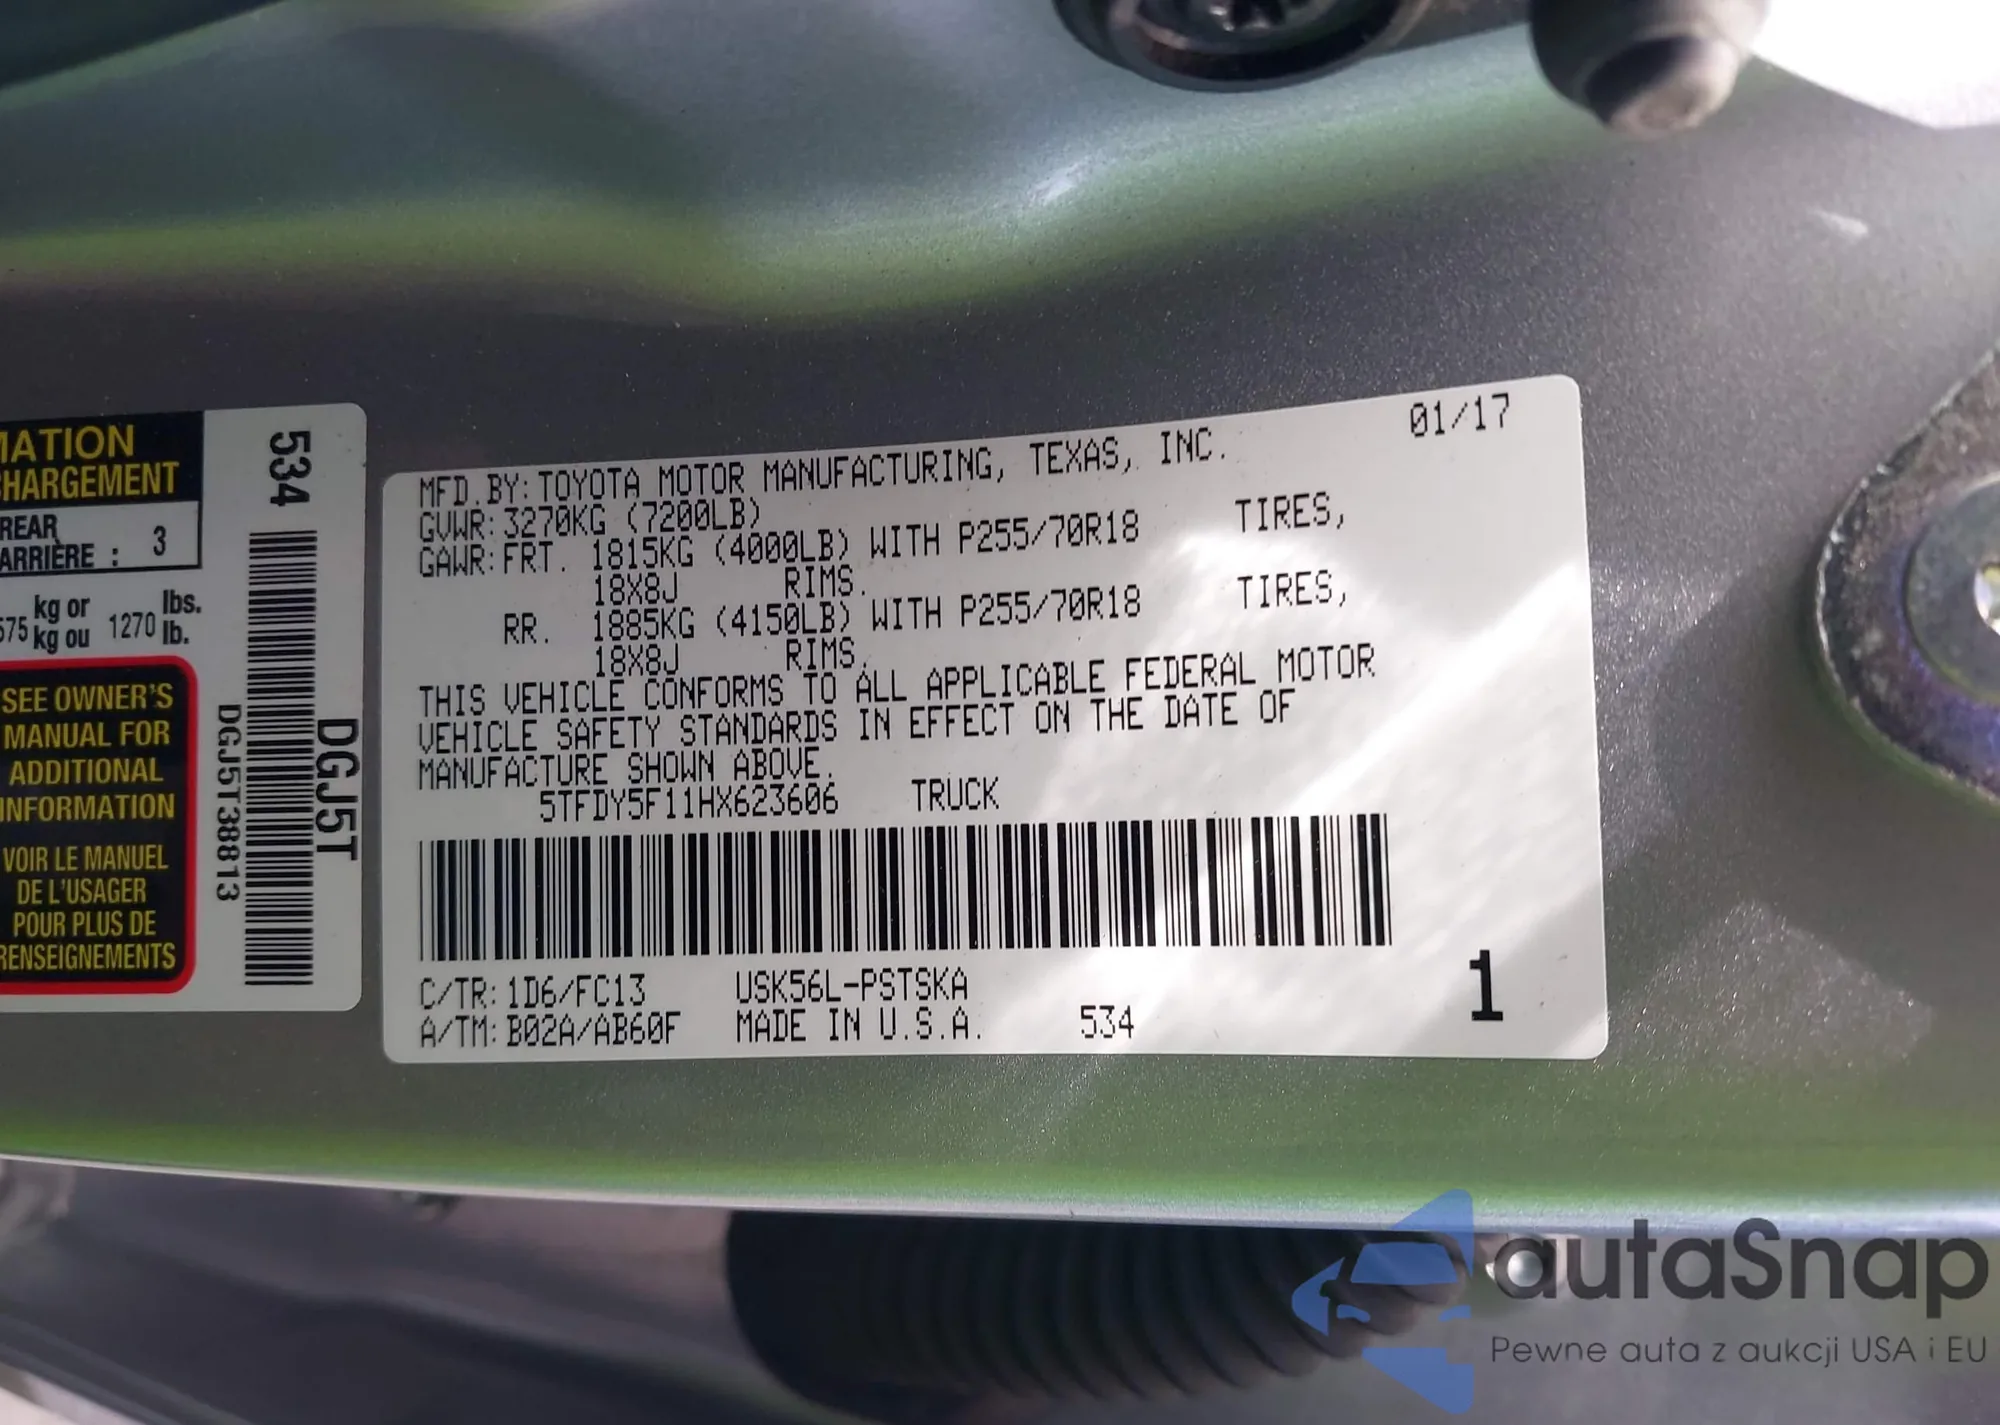 MATION
CHARGEMENT
REAR
ARRIÈRE : 3
575 kg or
kg ou 1270 lbs.
lb.
SEE OWNER'S
MANUAL FOR
ADDITIONAL
INFORMATION
VOIR LE MANUEL
DE L'USAGER
POUR PLUS DE
RENSEIGNEMENTS
534
DGJ5T38813
DGJ5T
01/17
MFD.BY:TOYOTA MOTOR MANUFACTURING, TEXAS, INC.
GVWR:3270KG (7200LB)
GAWR:FRT. 1815KG (4000LB) WITH P255/70R18 TIRES,
18X8J RIMS.
RR. 1885KG (4150LB) WITH P255/70R18 TIRES,
18X8J RIMS.
THIS VEHICLE CONFORMS TO ALL APPLICABLE FEDERAL MOTOR
VEHICLE SAFETY STANDARDS IN EFFECT ON THE DATE OF
MANUFACTURE SHOWN ABOVE.
5TFDY5F11HX623606 TRUCK
C/TR:1D6/FC13 USK56L-PSTSKA
A/TM:B02A/AB60F MADE IN U.S.A. 534
1
autaSnap
Pewne auta z aukcji USA i EU